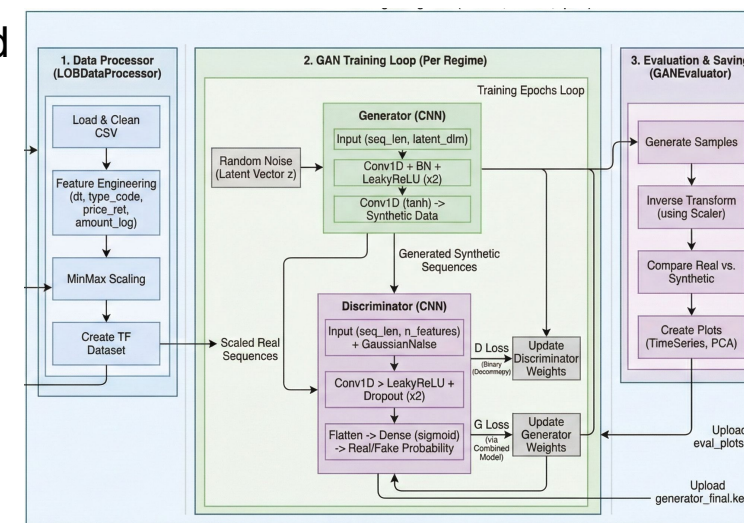 d
1. Data Processor
(LOBDataProcessor)
Load & Clean
CSV
Feature Engineering
(dt, type_code,
price_ret,
amount_log)
MinMax Scaling
Create TF
Dataset
2. GAN Training Loop (Per Regime)
Training Epochs Loop
Random Noise
(Latent Vector z)
Generator (CNN)
Input (seq_len, latent_dlm)
Conv1D + BN +
LeakyReLU (x2)
Conv1D (tanh) ->
Synthetic Data
Generated Synthetic
Sequences
Scaled Real
Sequences
Discriminator (CNN)
Input (seq_len, n_features)
+ GaussianNalse
Conv1D > LeakyReLU +
Dropout (x2)
Flatten -> Dense (sigmoid)
-> Real/Fake Probability
D Loss
(Binary
Update
Discriminator
Weights
G Loss
(via
Combined
Model)
Update
Generator
Weights
3. Evaluation & Saving
(GANEvaluator)
Generate Samples
Inverse Transform
(using Scaler)
Compare Real vs.
Synthetic
Create Plots
(TimeSeries, PCA)
Upload
eval_plots
Upload
generator_final.ke